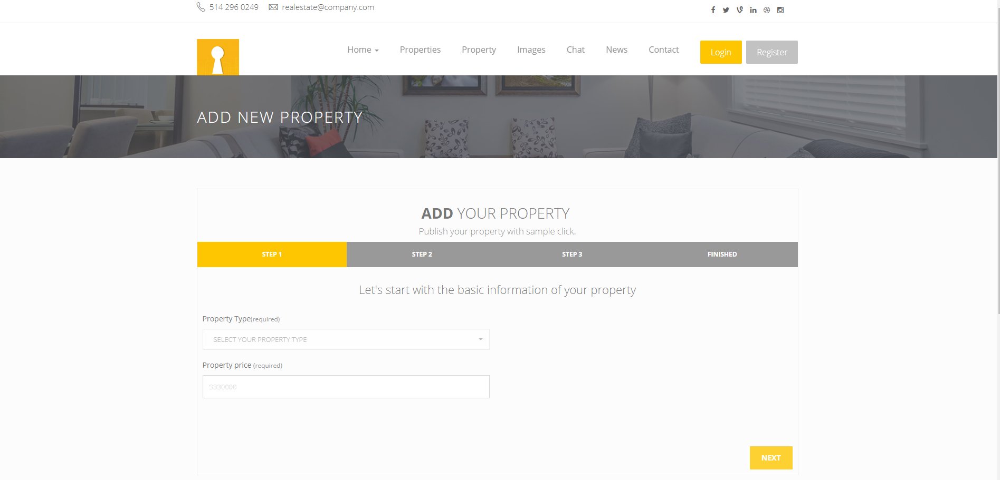 514 296 0249 realestate@company.com
Home Properties Property Images Chat News Contact Login Register
ADD NEW PROPERTY
ADD YOUR PROPERTY
Publish your property with sample click.
STEP 1 STEP 2 STEP 3 FINISHED
Let's start with the basic information of your property
Property Type(required)
SELECT YOUR PROPERTY TYPE
Property price (required)
3330000
NEXT